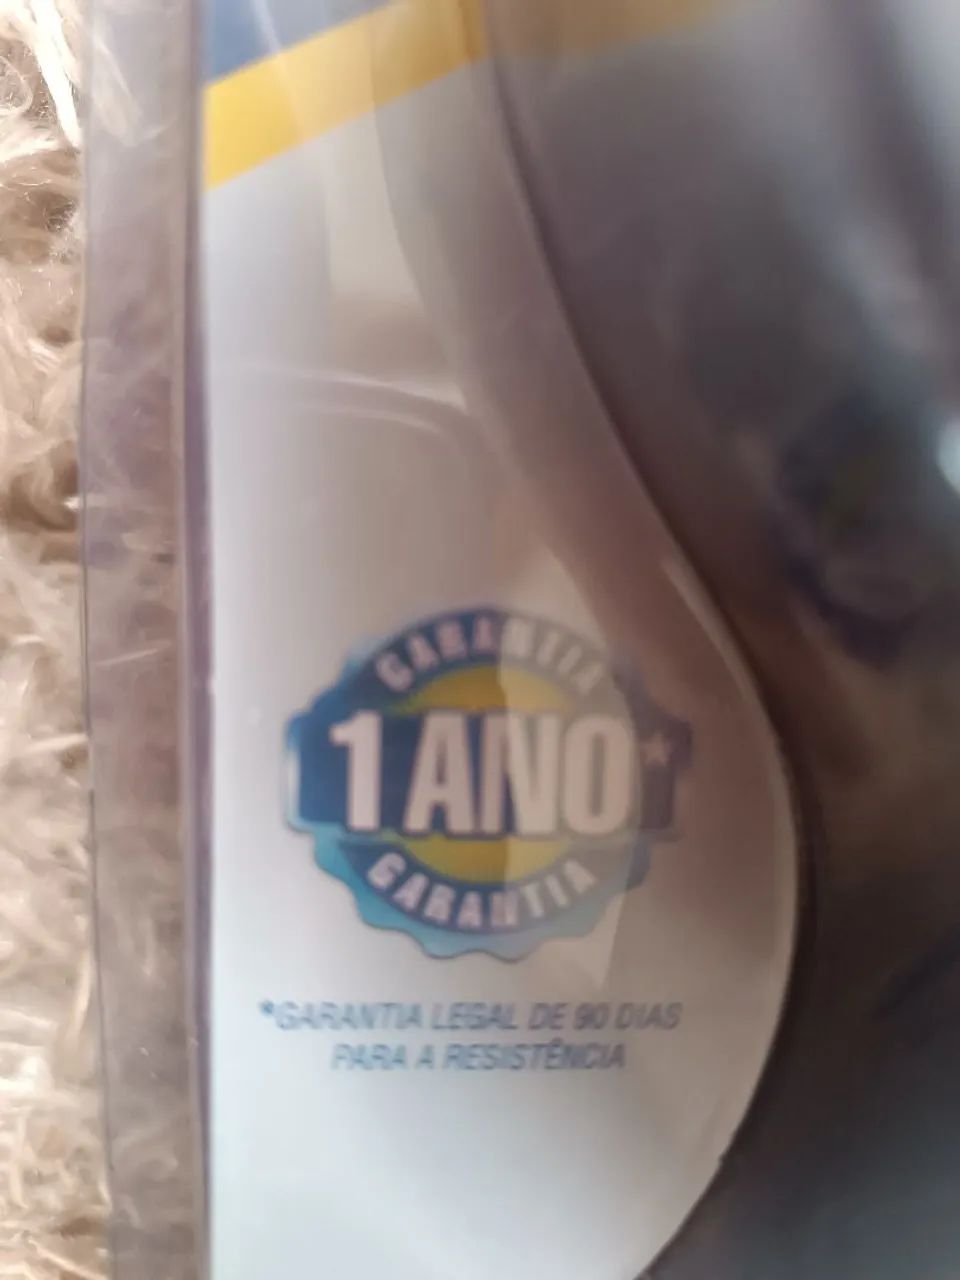 GARANTIA
1 ANO*
GARANTIA
*GARANTIA LEGAL DE 90 DIAS
PARA A RESISTÊNCIA